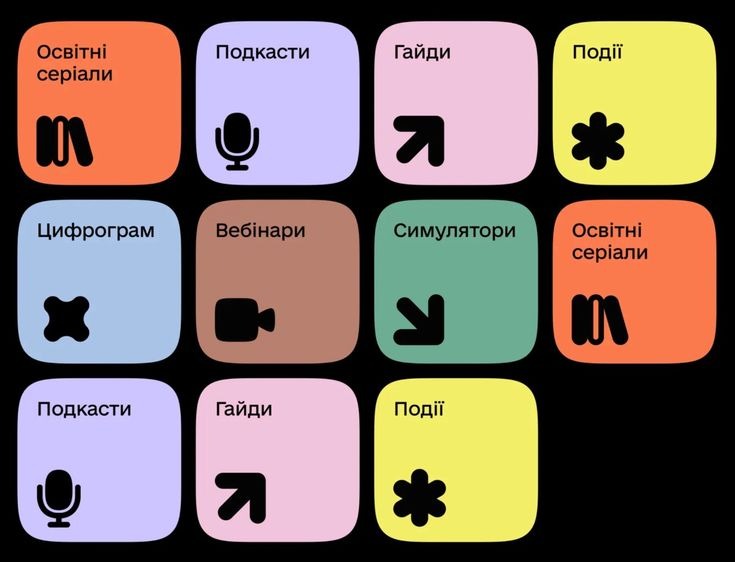 Освітні
серіали
Подкасти
Гайди
Події
Цифрограм
Вебінари
Симулятори
Освітні
серіали
Подкасти
Гайди
Події